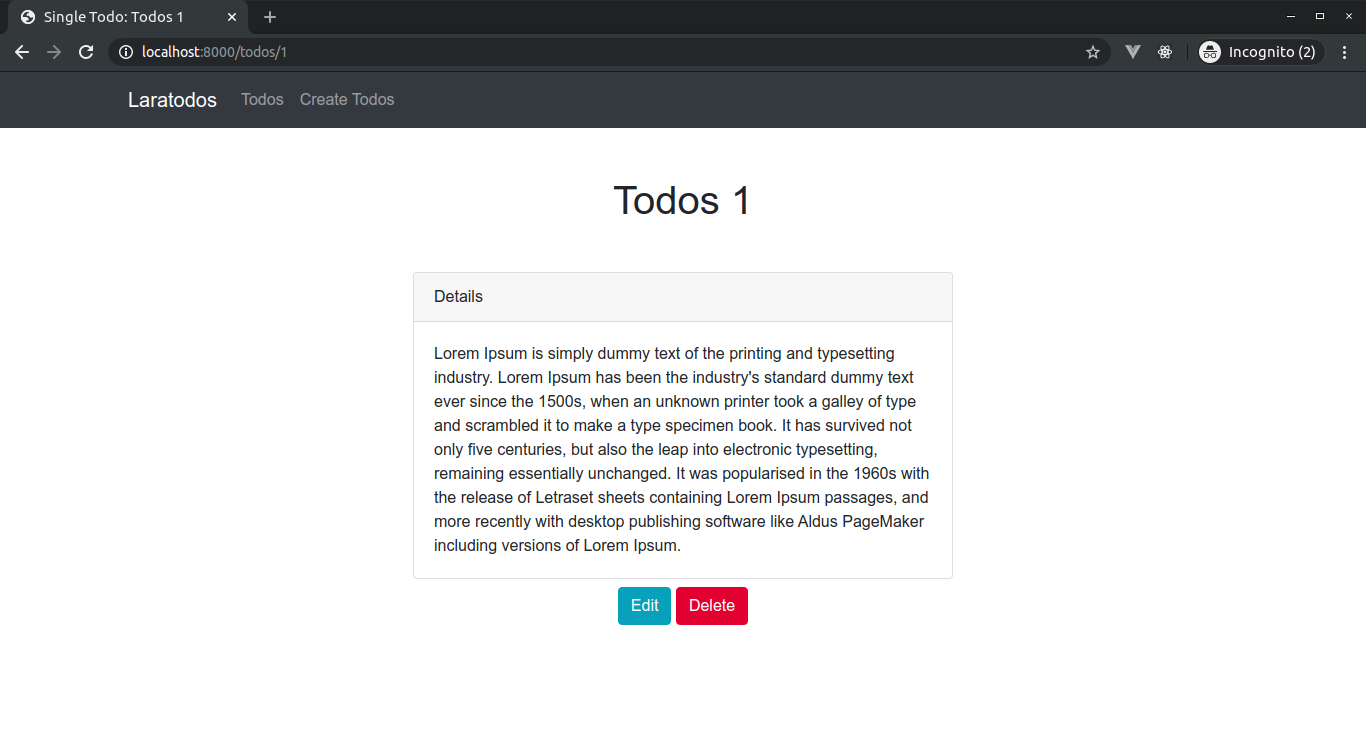 Single Todo: Todos 1
localhost:8000/todos/1
Incognito (2)
Laratodos Todos Create Todos
Todos 1
Details
Lorem Ipsum is simply dummy text of the printing and typesetting
industry. Lorem Ipsum has been the industry's standard dummy text
ever since the 1500s, when an unknown printer took a galley of type
and scrambled it to make a type specimen book. It has survived not
only five centuries, but also the leap into electronic typesetting,
remaining essentially unchanged. It was popularised in the 1960s with
the release of Letraset sheets containing Lorem Ipsum passages, and
more recently with desktop publishing software like Aldus PageMaker
including versions of Lorem Ipsum.
Edit Delete